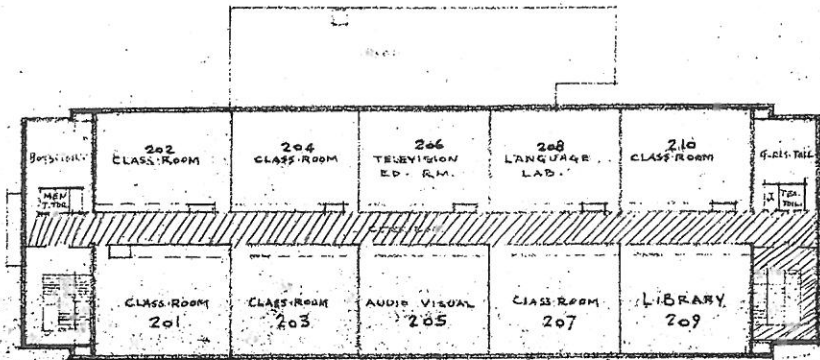 202
CLASS-ROOM
204
CLASS-ROOM
206
TELEVISION
ED. RM.
208
LANGUAGE
LAB.
210
CLASS-ROOM
MEN
CLASS-ROOM
201
CLASS-ROOM
203
AUDIO VISUAL
205
CLASS-ROOM
207
LIBRARY
209